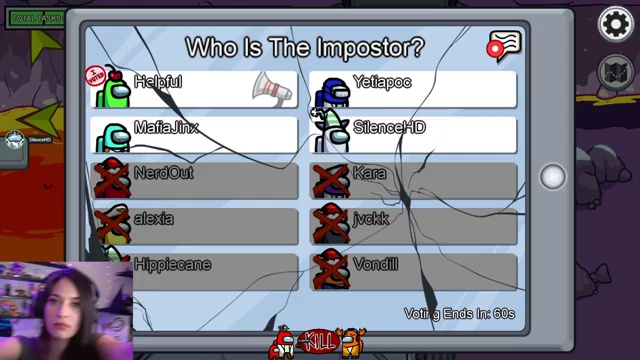 TOTAL TASKS
Who Is The Impostor?
I VOTED
Helpful
Yetiapoc
MafiaJinx
SilenceHD
SilenceHD
NerdOut
Kara
alexia
jvckk
Hippiecane
Vondill
Voting Ends In: 60s
KILL